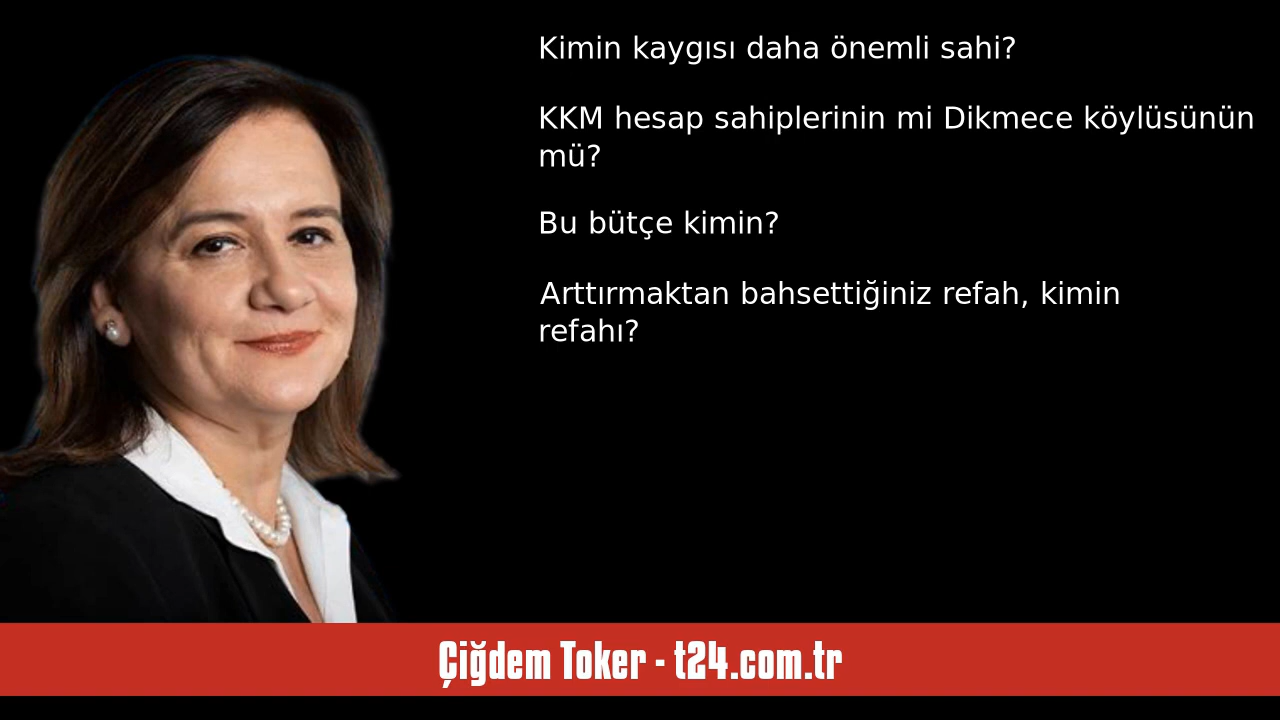 Kimin kaygısı daha önemli sahi?
KKM hesap sahiplerinin mi Dikmece köylüsünün
mü?
Bu bütçe kimin?
Arttırmaktan bahsettiğiniz refah, kimin
refahı?
Çiğdem Toker - t24.com.tr